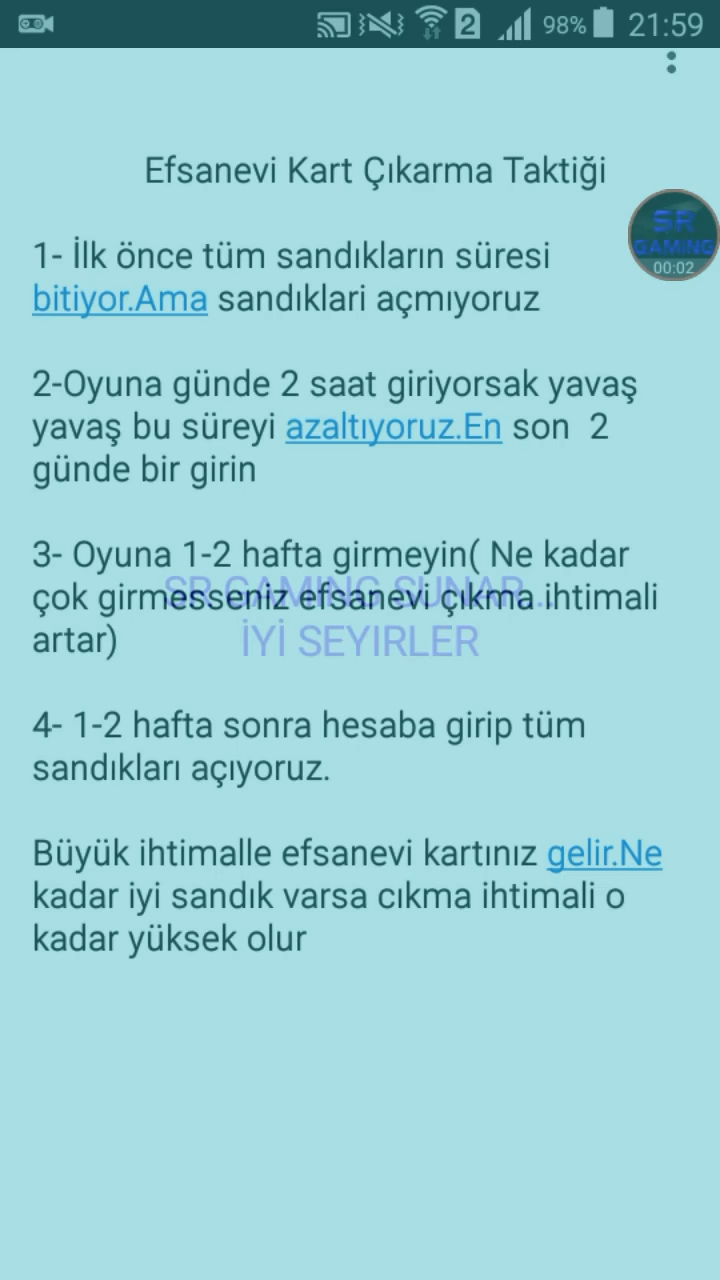 2 98% 21:59
Efsanevi Kart Çıkarma Taktiği
SR
GAMİNG
00:02
1- İlk önce tüm sandıkların süresi
bitiyor.Ama sandıklari açmıyoruz
2-Oyuna günde 2 saat giriyorsak yavaş
yavaş bu süreyi azaltıyoruz.En son 2
günde bir girin
3- Oyuna 1-2 hafta girmeyin( Ne kadar
çok girmesseniz efsanevi çıkma ihtimali
artar)
SR GAMING SUNAR...
İYİ SEYIRLER
4- 1-2 hafta sonra hesaba girip tüm
sandıkları açıyoruz.
Büyük ihtimalle efsanevi kartınız gelir.Ne
kadar iyi sandık varsa cıkma ihtimali o
kadar yüksek olur